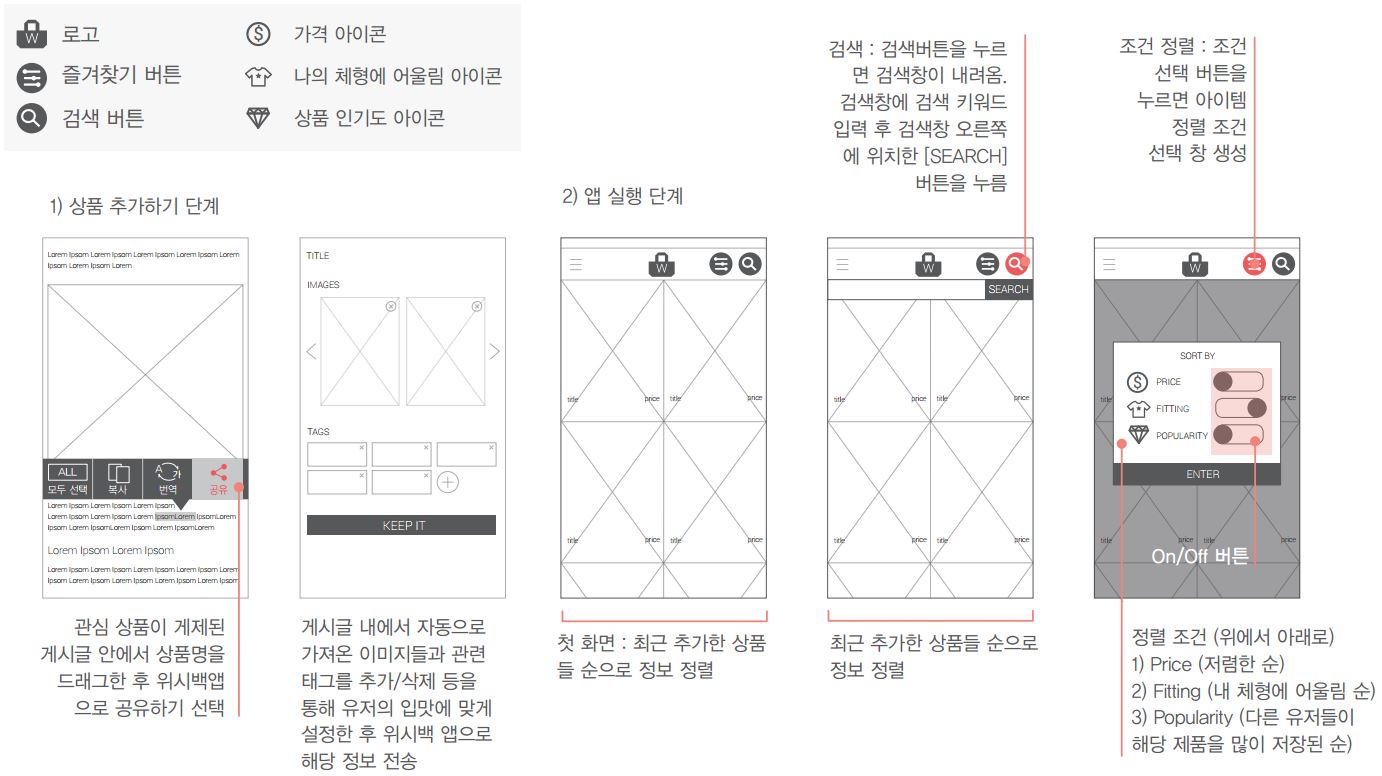 W
로고
즐겨찾기 버튼
검색 버튼
$
가격 아이콘
나의 체형에 어울림 아이콘
상품 인기도 아이콘
1) 상품 추가하기 단계
Lorem Ipsom Lorem Ipsom Lorem Ipsom Lorem Ipsom Lorem
Ipsom Lorem Ipsom Lorem
ALL
모두 선택
복사
A 가
번역
공유
Lorem Ipsom Lorem Ipsom Lorem Ipsom
Lorem Ipsom Lorem Ipsom Lorem IpsomLorem IpsomLorem
Ipsom Lorem IpsomLorem Ipsom Lorem IpsomLorem
Lorem Ipsom Lorem Ipsom
Lorem Ipsom Lorem Ipsom Lorem Ipsom Lorem Ipsom Lorem
Ipsom Lorem Ipsom Lorem Ipsom Lorem Ipsom Lorem Ipsom
관심 상품이 게제된
게시글 안에서 상품명을
드래그한 후 위시백앱
으로 공유하기 선택
TITLE
IMAGES
TAGS
KEEP IT
게시글 내에서 자동으로
가져온 이미지들과 관련
태그를 추가/삭제 등을
통해 유저의 입맛에 맞게
설정한 후 위시백 앱으로
해당 정보 전송
2) 앱 실행 단계
W
title price title price
title price title price
첫 화면 : 최근 추가한 상품
들 순으로 정보 정렬
검색 : 검색버튼을 누르
면 검색창이 내려옴.
검색창에 검색 키워드
입력 후 검색창 오른쪽
에 위치한 [SEARCH]
버튼을 누름
W
SEARCH
title price title price
title price title price
최근 추가한 상품들 순으로
정보 정렬
조건 정렬 : 조건
선택 버튼을
누르면 아이템
정렬 조건
선택 창 생성
W
SORT BY
$ PRICE
FITTING
POPULARITY
ENTER
title price
title price title price
On/Off 버튼
정렬 조건 (위에서 아래로)
1) Price (저렴한 순)
2) Fitting (내 체형에 어울림 순)
3) Popularity (다른 유저들이
해당 제품을 많이 저장된 순)